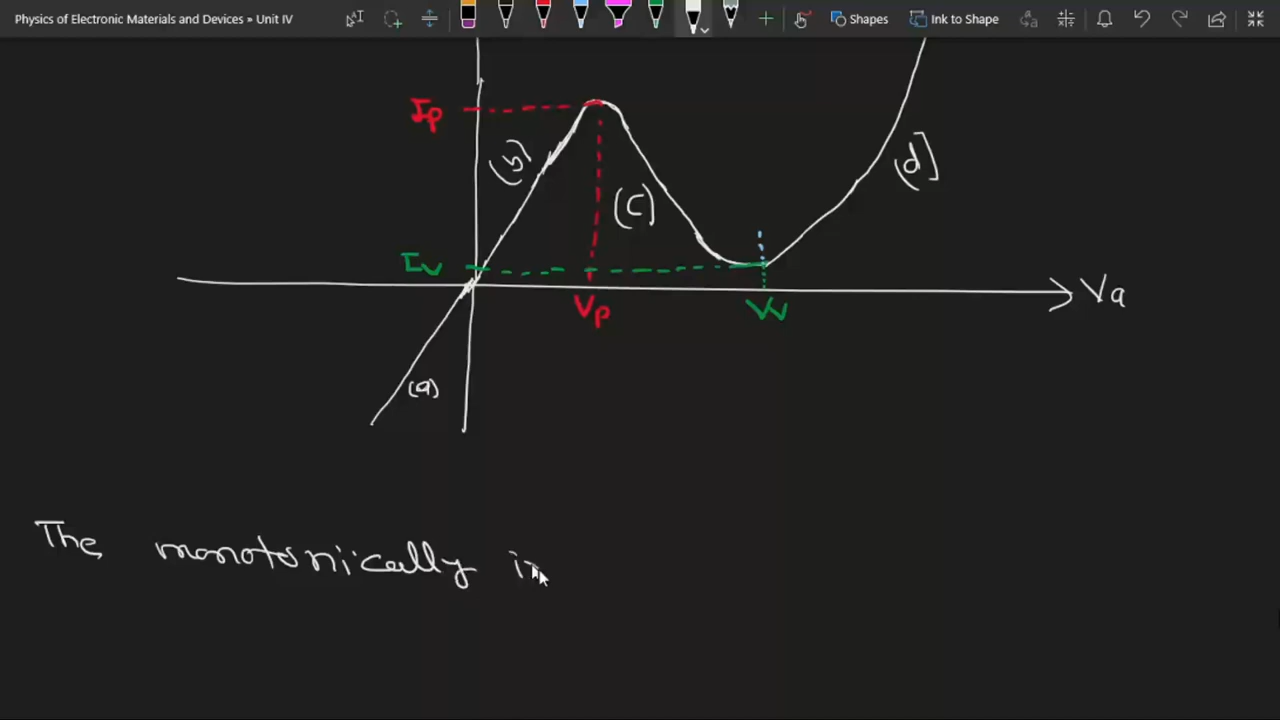 Physics of Electronic Materials and Devices » Unit IV
Shapes
Ink to Shape
Ip
(b)
(d]
(c)
Iv
Va
Vp
Vv
(a)
The monotonically in